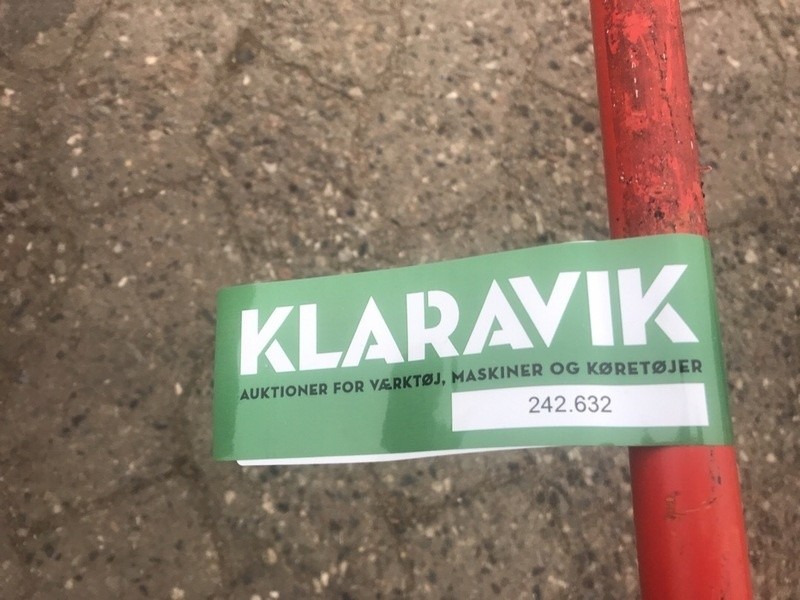 KLARAVIK
AUKTIONER FOR VÆRKTØJ, MASKINER OG KØRETØJER
242.632